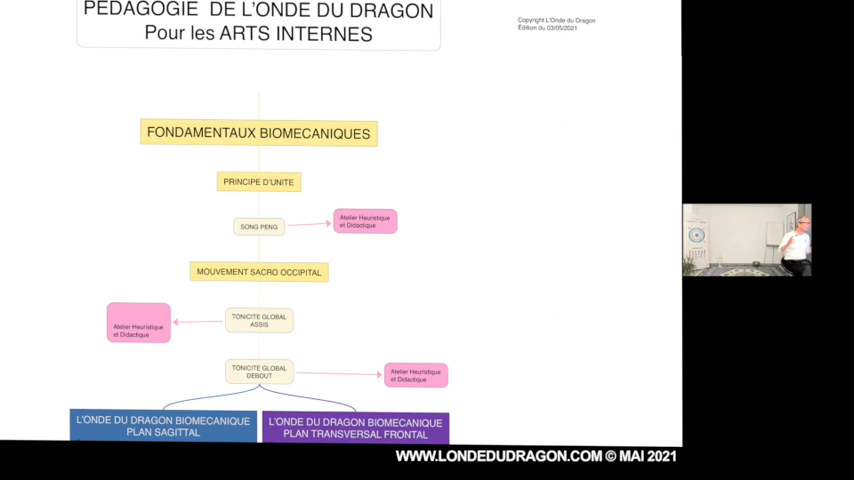 PEDAGOGIE DE L'ONDE DU DRAGON
Pour les ARTS INTERNES
Copyright L'Onde du Dragon
Édition du 03/05/2021
FONDAMENTAUX BIOMECANIQUES
PRINCIPE D'UNITE
SONG PENG
Atelier Heuristique
et Didactique
MOUVEMENT SACRO OCCIPITAL
TONICITE GLOBAL
ASSIS
Atelier Heuristique
et Didactique
TONICITE GLOBAL
DEBOUT
Atelier Heuristique
et Didactique
L'ONDE DU DRAGON BIOMECANIQUE
PLAN SAGITTAL
L'ONDE DU DRAGON BIOMECANIQUE
PLAN TRANSVERSAL FRONTAL
WWW.LONDEDUDRAGON.COM © MAI 2021